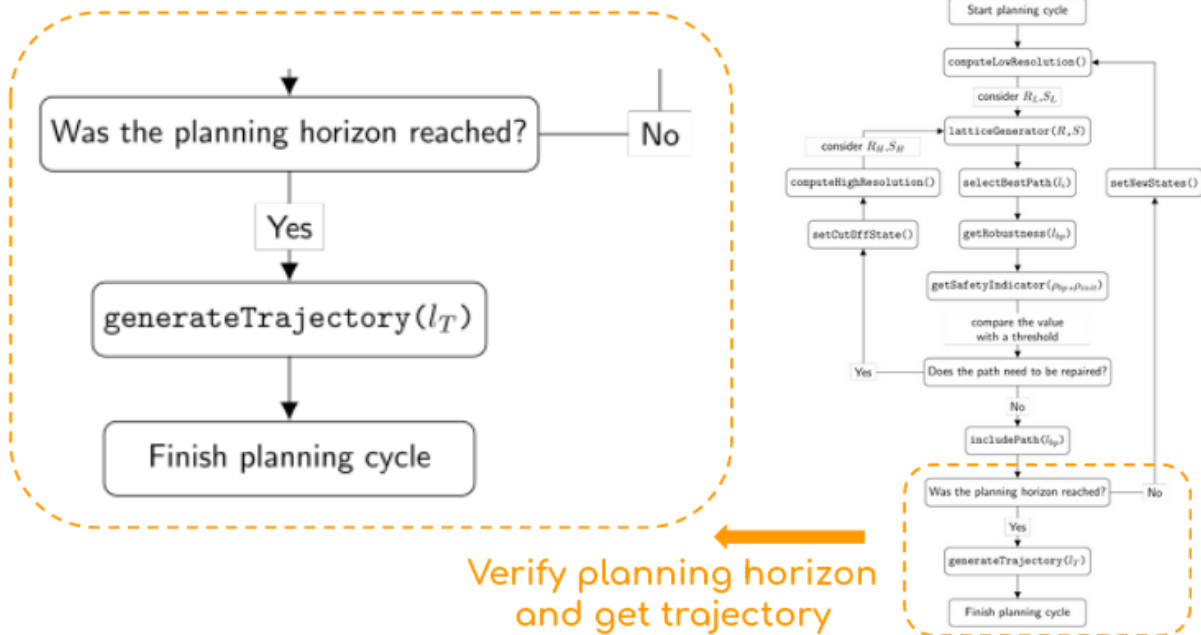 Was the planning horizon reached?
No
Yes
generateTrajectory(l_T)
Finish planning cycle
Verify planning horizon
and get trajectory
Start planning cycle
computeLowResolution()
consider R_L,S_L
latticeGenerator(R,S)
consider R_H,S_H
computeHighResolution()
selectBestPath(l_i)
setNewStates()
setCutOffState()
getRobustness(l_bp)
getSafetyIndicator(ρ_bp,ρ_init)
compare the value
with a threshold
Yes
Does the path need to be repaired?
No
includePath(l_bp)
Was the planning horizon reached?
No
Yes
generateTrajectory(l_T)
Finish planning cycle